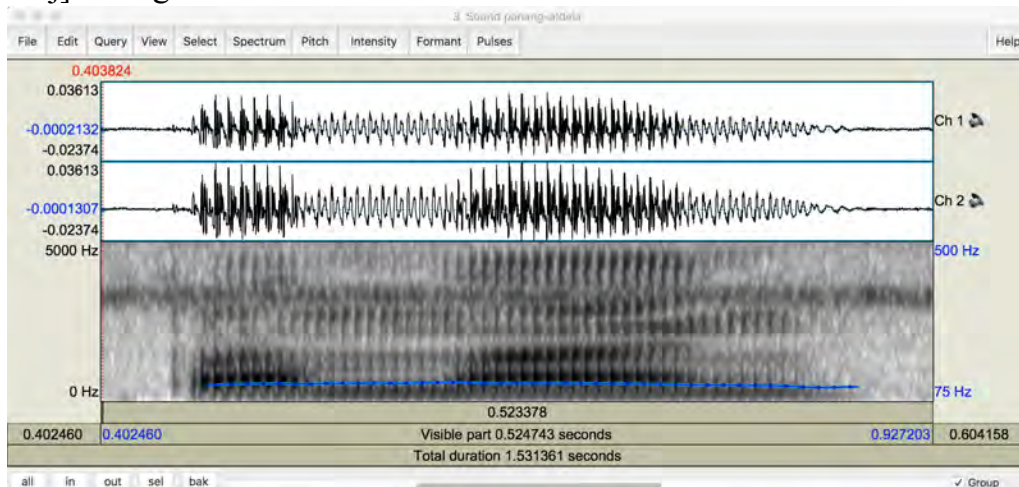 3. Sound panang-aldela
File Edit Query View Select Spectrum Pitch Intensity Formant Pulses Help
0.403824
0.03613
-0.0002132
-0.02374
Ch 1
0.03613
-0.0001307
-0.02374
Ch 2
5000 Hz 500 Hz
0 Hz 75 Hz
0.523378
0.402460 0.402460 Visible part 0.524743 seconds 0.927203 0.604158
Total duration 1.531361 seconds
all in out sel bak Group